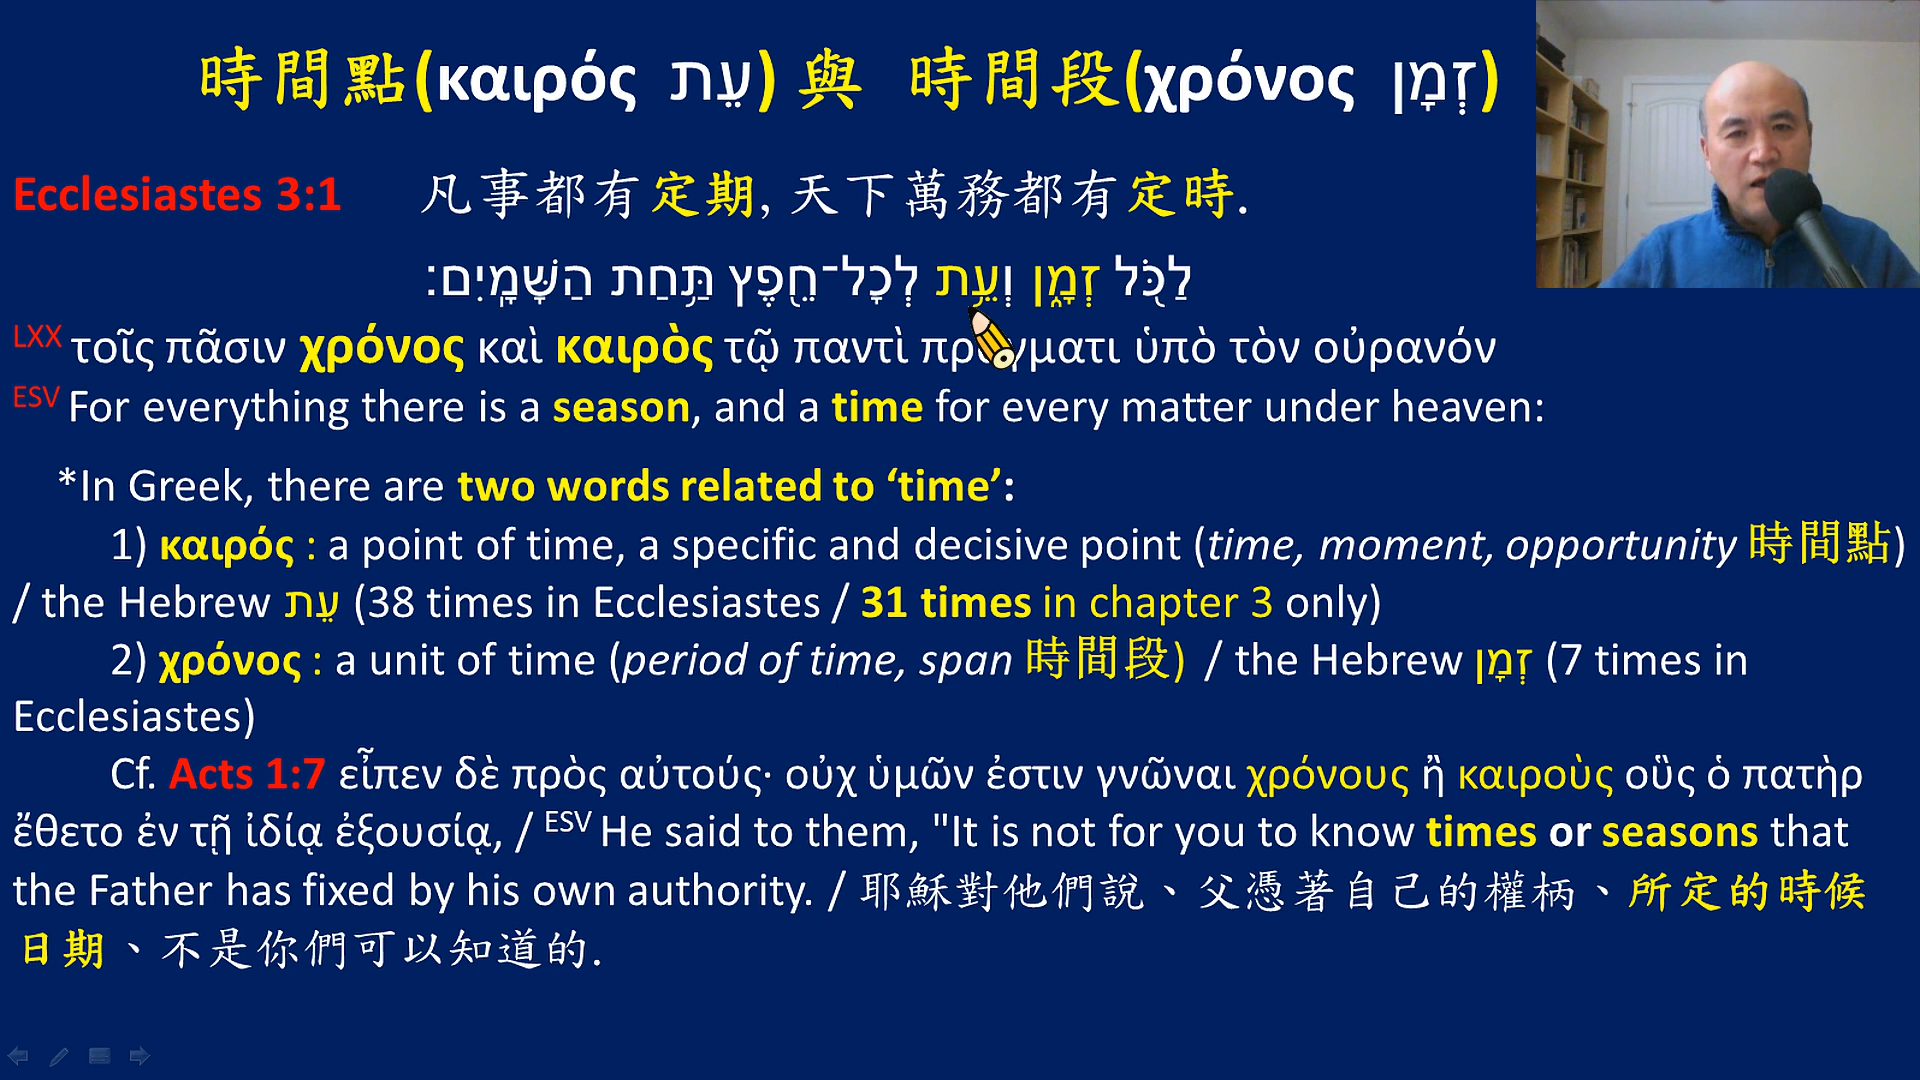 時間點(καιρός עֵת) 與 時間段(χρόνος זְמָן)
Ecclesiastes 3:1 凡事都有定期, 天下萬務都有定時.
לַכֹּ֖ל זְמָ֑ן וְעֵ֥ת לְכָל־חֵ֖פֶץ תַּ֥חַת הַשָּׁמָֽיִם׃
LXX τοῖς πᾶσιν χρόνος καὶ καιρὸς τῷ παντὶ πράγματι ὑπὸ τὸν οὐρανόν
ESV For everything there is a season, and a time for every matter under heaven:
*In Greek, there are two words related to ‘time’:
1) καιρός : a point of time, a specific and decisive point (time, moment, opportunity 時間點)
/ the Hebrew עֵת (38 times in Ecclesiastes / 31 times in chapter 3 only)
2) χρόνος : a unit of time (period of time, span 時間段) / the Hebrew זְמָן (7 times in
Ecclesiastes)
Cf. Acts 1:7 εἶπεν δὲ πρὸς αὐτούς· οὐχ ὑμῶν ἐστιν γνῶναι χρόνους ἢ καιροὺς οὓς ὁ πατὴρ
ἔθετο ἐν τῇ ἰδίᾳ ἐξουσίᾳ, / ESV He said to them, "It is not for you to know times or seasons that
the Father has fixed by his own authority. / 耶穌對他們說、父憑著自己的權柄、所定的時候
日期、不是你們可以知道的.